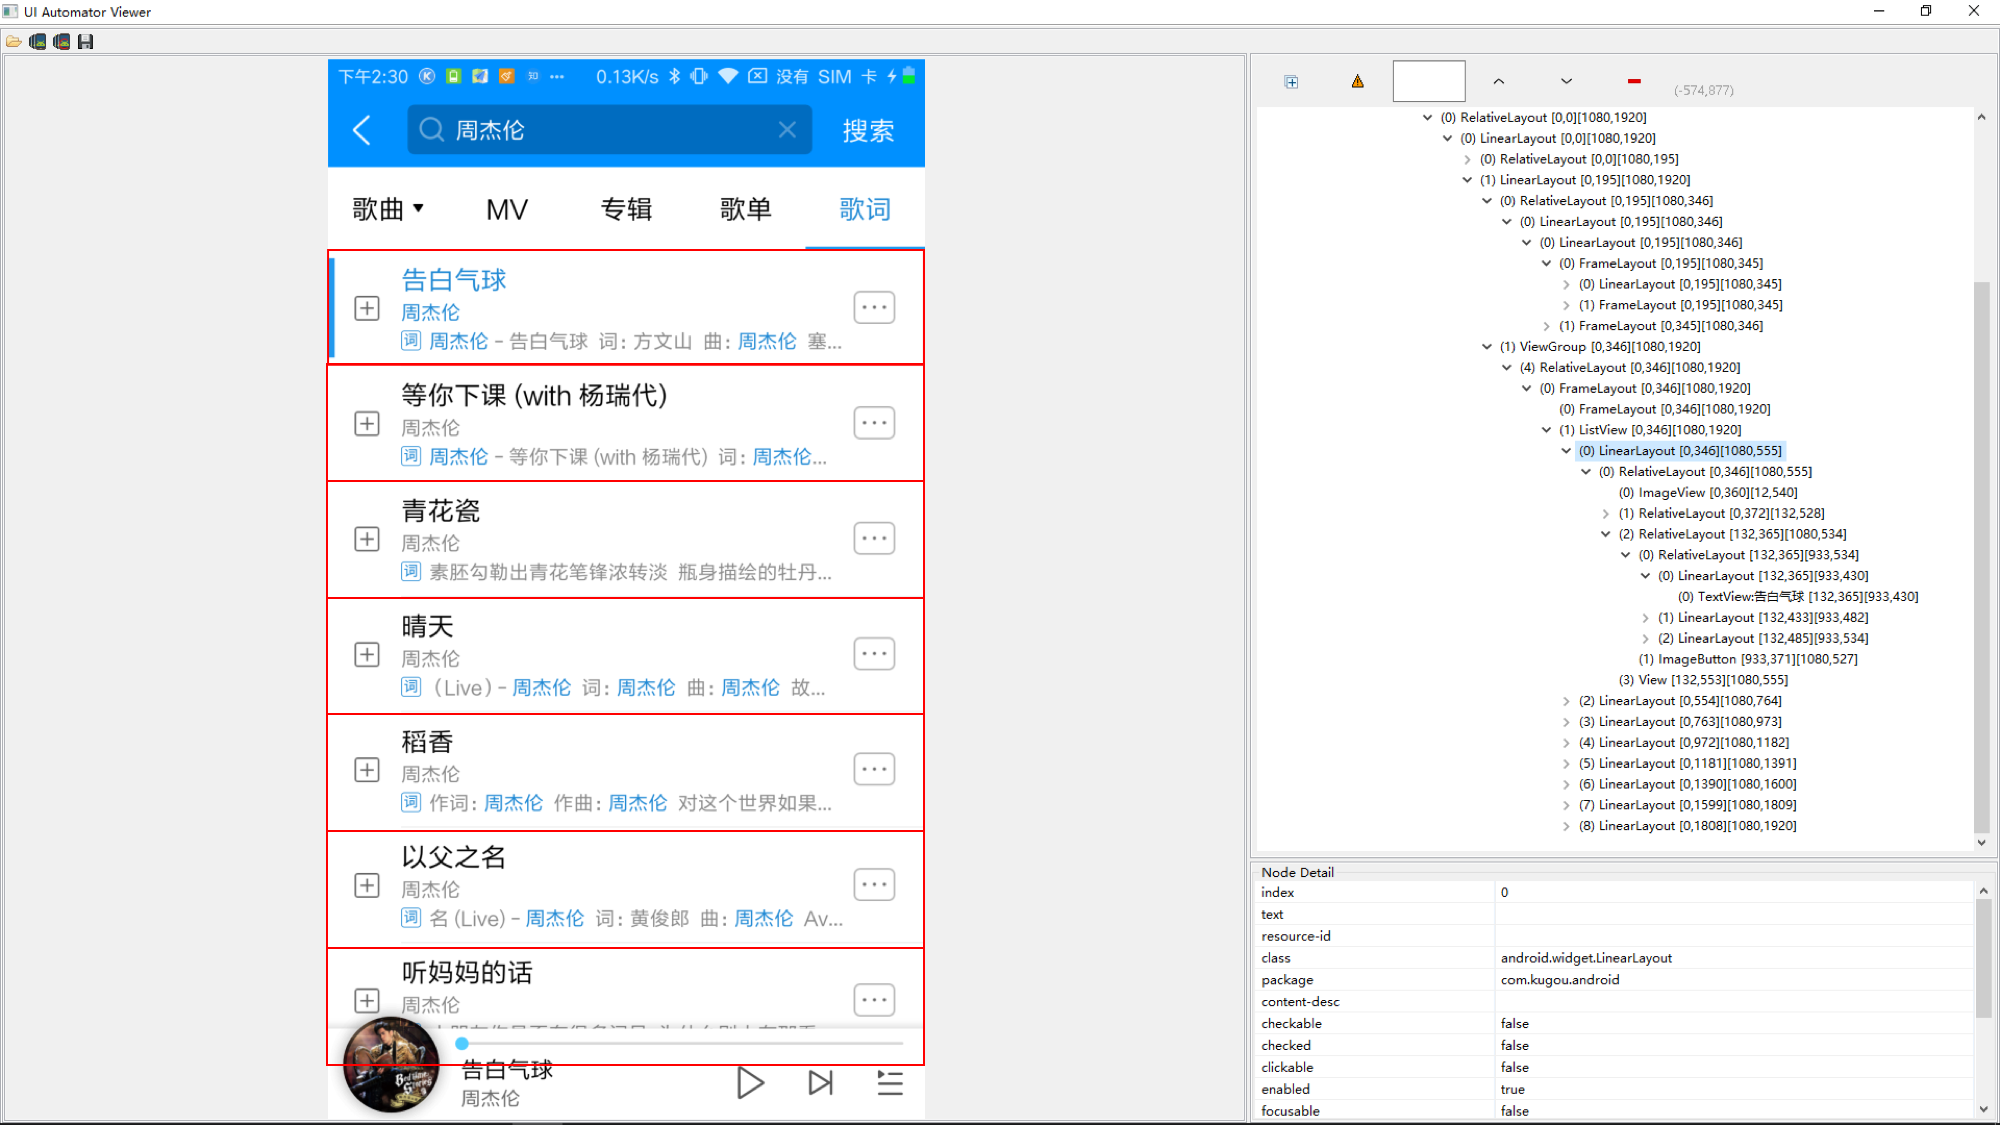 UI Automator Viewer
下午2:30 0.13K/s 没有 SIM 卡
周杰伦 搜索
歌曲 MV 专辑 歌单 歌词
告白气球
周杰伦
词 周杰伦 - 告白气球 词: 方文山 曲: 周杰伦 塞...
等你下课 (with 杨瑞代)
周杰伦
词 周杰伦 - 等你下课 (with 杨瑞代) 词: 周杰伦...
青花瓷
周杰伦
词 素胚勾勒出青花笔锋浓转淡 瓶身描绘的牡丹...
晴天
周杰伦
词 (Live) - 周杰伦 词: 周杰伦 曲: 周杰伦 故...
稻香
周杰伦
词 作词: 周杰伦 作曲: 周杰伦 对这个世界如果...
以父之名
周杰伦
词 名 (Live) - 周杰伦 词: 黄俊郎 曲: 周杰伦 Av...
听妈妈的话
周杰伦
告白气球
周杰伦
(-574,877)
(0) RelativeLayout [0,0][1080,1920]
(0) LinearLayout [0,0][1080,1920]
(0) RelativeLayout [0,0][1080,195]
(1) LinearLayout [0,195][1080,1920]
(0) RelativeLayout [0,195][1080,346]
(0) LinearLayout [0,195][1080,346]
(0) LinearLayout [0,195][1080,346]
(0) FrameLayout [0,195][1080,345]
(0) LinearLayout [0,195][1080,345]
(1) FrameLayout [0,195][1080,345]
(1) FrameLayout [0,345][1080,346]
(1) ViewGroup [0,346][1080,1920]
(4) RelativeLayout [0,346][1080,1920]
(0) FrameLayout [0,346][1080,1920]
(0) FrameLayout [0,346][1080,1920]
(1) ListView [0,346][1080,1920]
(0) LinearLayout [0,346][1080,555]
(0) RelativeLayout [0,346][1080,555]
(0) ImageView [0,360][12,540]
(1) RelativeLayout [0,372][132,528]
(2) RelativeLayout [132,365][1080,534]
(0) RelativeLayout [132,365][933,534]
(0) LinearLayout [132,365][933,430]
(0) TextView:告白气球 [132,365][933,430]
(1) LinearLayout [132,433][933,482]
(2) LinearLayout [132,485][933,534]
(1) ImageButton [933,371][1080,527]
(3) View [132,553][1080,555]
(2) LinearLayout [0,554][1080,764]
(3) LinearLayout [0,763][1080,973]
(4) LinearLayout [0,972][1080,1182]
(5) LinearLayout [0,1181][1080,1391]
(6) LinearLayout [0,1390][1080,1600]
(7) LinearLayout [0,1599][1080,1809]
(8) LinearLayout [0,1808][1080,1920]
Node Detail
index 0
text
resource-id
class android.widget.LinearLayout
package com.kugou.android
content-desc
checkable false
checked false
clickable false
enabled true
focusable false